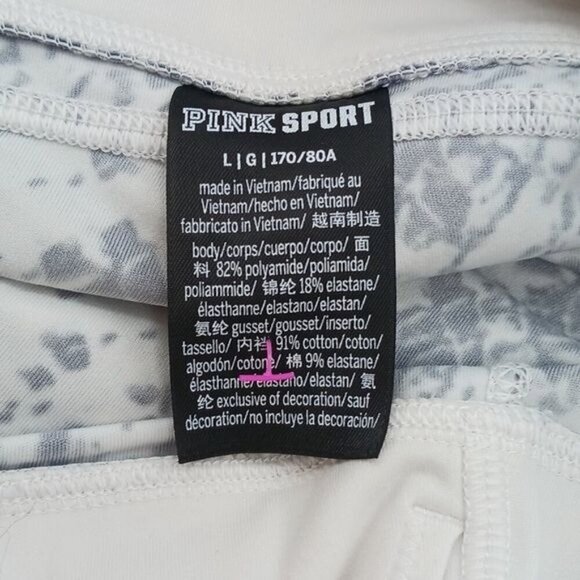 PINK SPORT
L | G | 170/80A
made in Vietnam/fabriqué au
Vietnam/hecho en Vietnam/
fabbricato in Vietnam/ 越南制造
body/corps/cuerpo/corpo/ 面
料 82% polyamide/poliamida/
poliammide/ 锦纶 18% elastane/
élasthanne/elastano/elastan/
氨纶 gusset/gousset/inserto/
tassello/ 内裆 91% cotton/coton/
algodón/cotone/ 棉 9% elastane/
élasthanne/elastano/elastan/ 氨
纶 exclusive of decoration/sauf
décoration/no incluye la decoración/